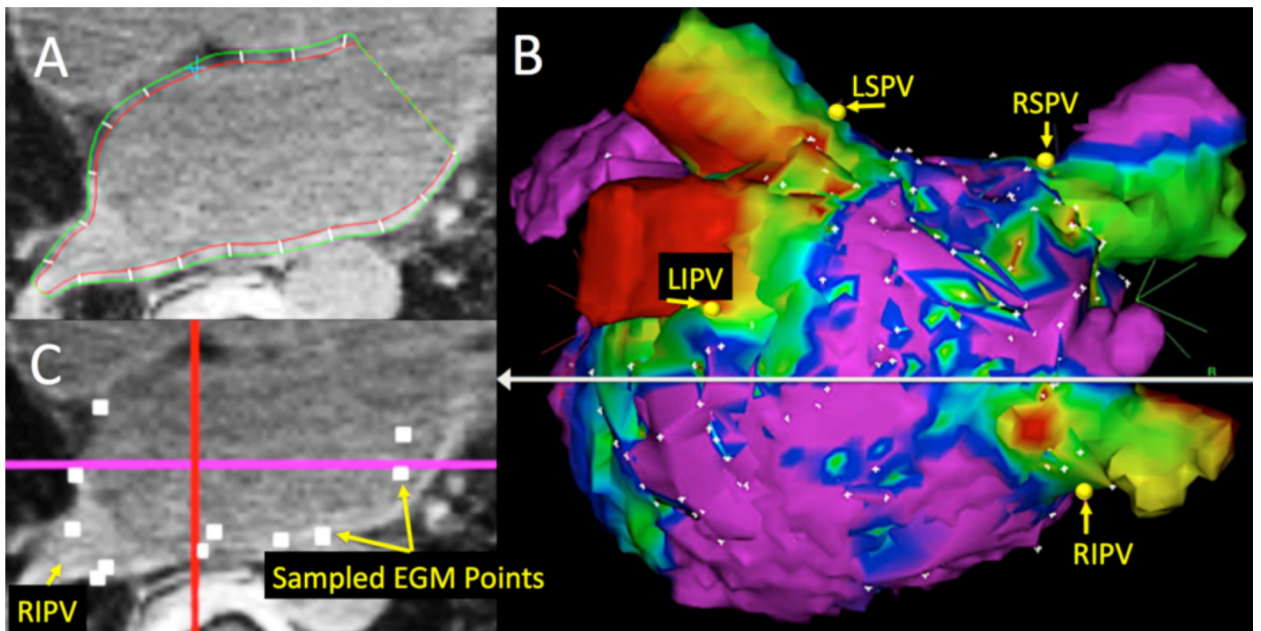 A
B
LSPV
RSPV
LIPV
C
R
Sampled EGM Points
RIPV
RIPV